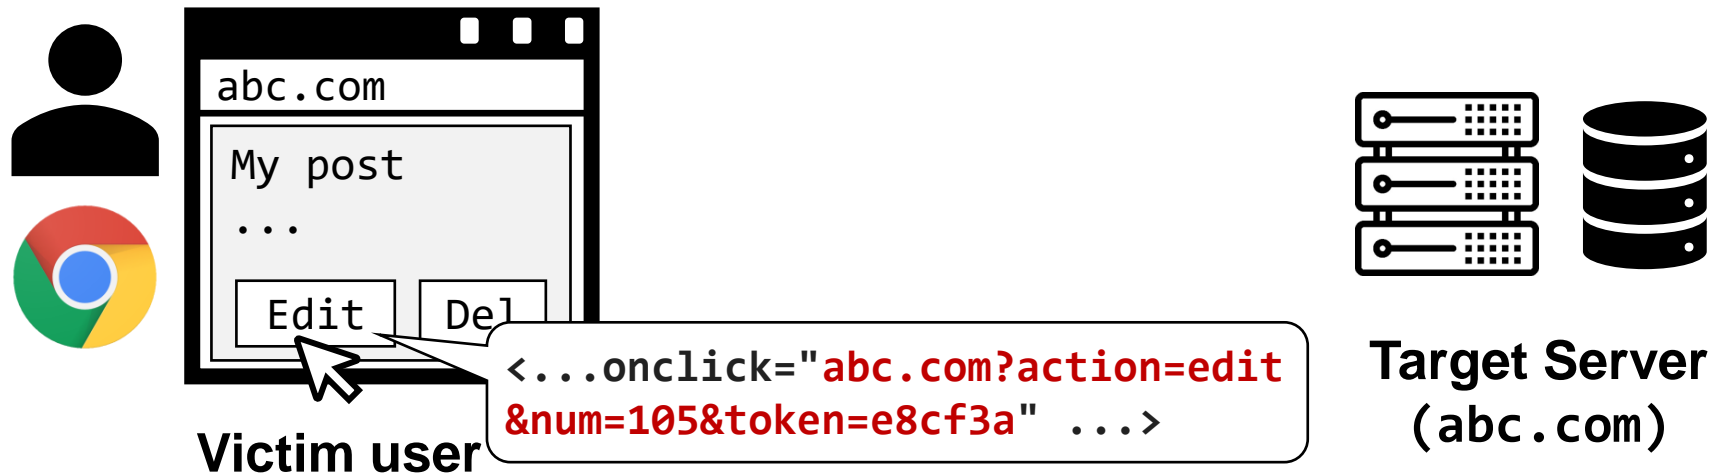 abc.com
My post
...
Edit
Del
<...onclick="abc.com?action=edit
&num=105&token=e8cf3a" ...>
Victim user
Target Server
(abc.com)